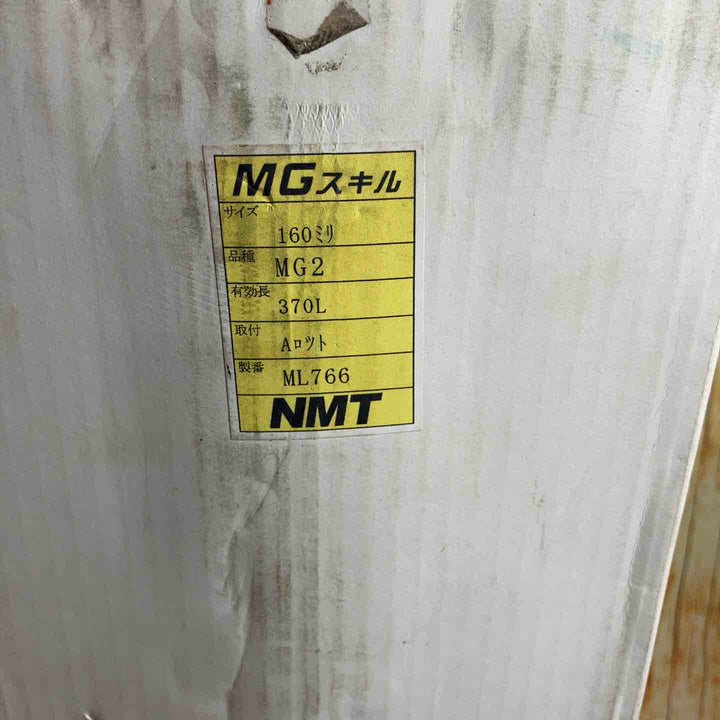 MGスキル
サイズ
160ミリ
品種
MG2
有効長
370L
取付
Aロット
製番
ML766
NMT